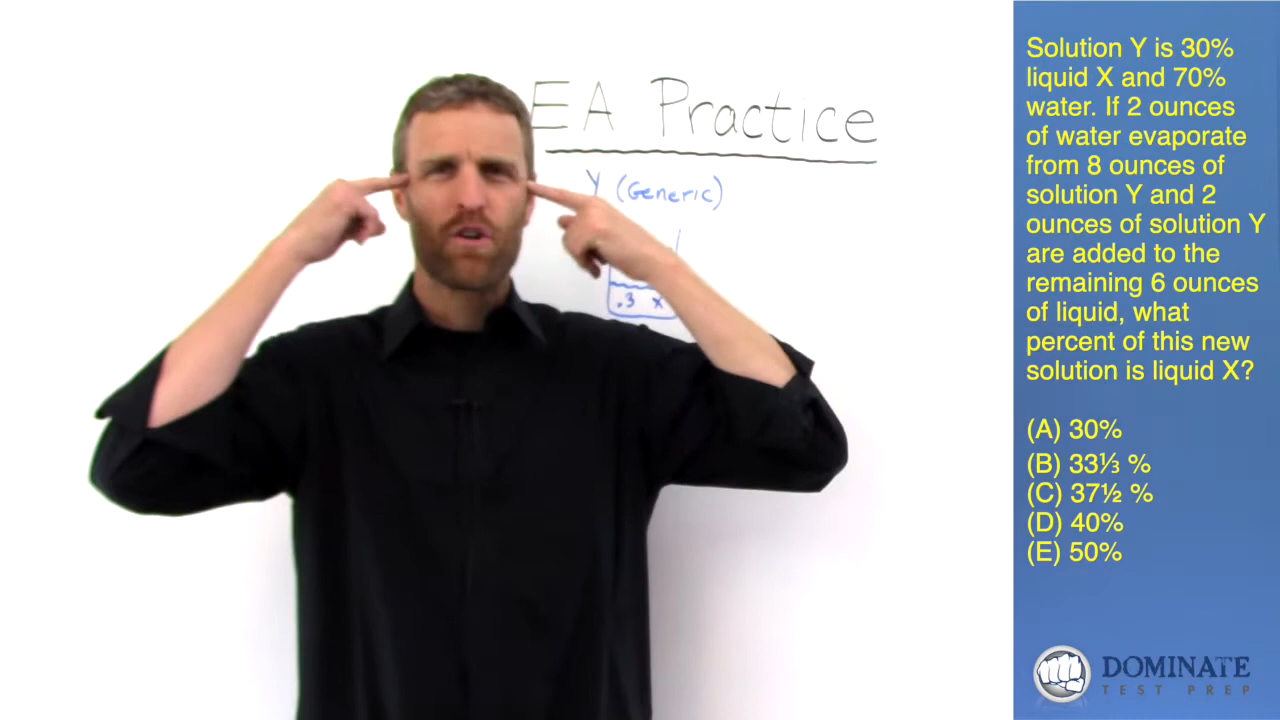 EA Practice
Y (Generic)
.3 X
Solution Y is 30%
liquid X and 70%
water. If 2 ounces
of water evaporate
from 8 ounces of
solution Y and 2
ounces of solution Y
are added to the
remaining 6 ounces
of liquid, what
percent of this new
solution is liquid X?
(A) 30%
(B) 33⅓ %
(C) 37½ %
(D) 40%
(E) 50%
DOMINATE
TEST PREP